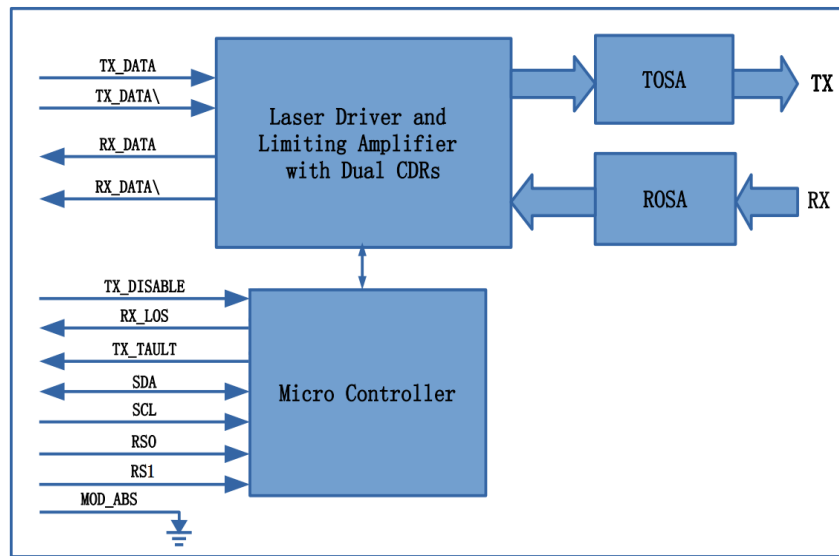 TX_DATA
TX_DATA\
RX_DATA
RX_DATA\
Laser Driver and
Limiting Amplifier
with Dual CDRs
TOSA
TX
ROSA
RX
TX_DISABLE
RX_LOS
TX_TAULT
SDA
SCL
RS0
RS1
MOD_ABS
Micro Controller